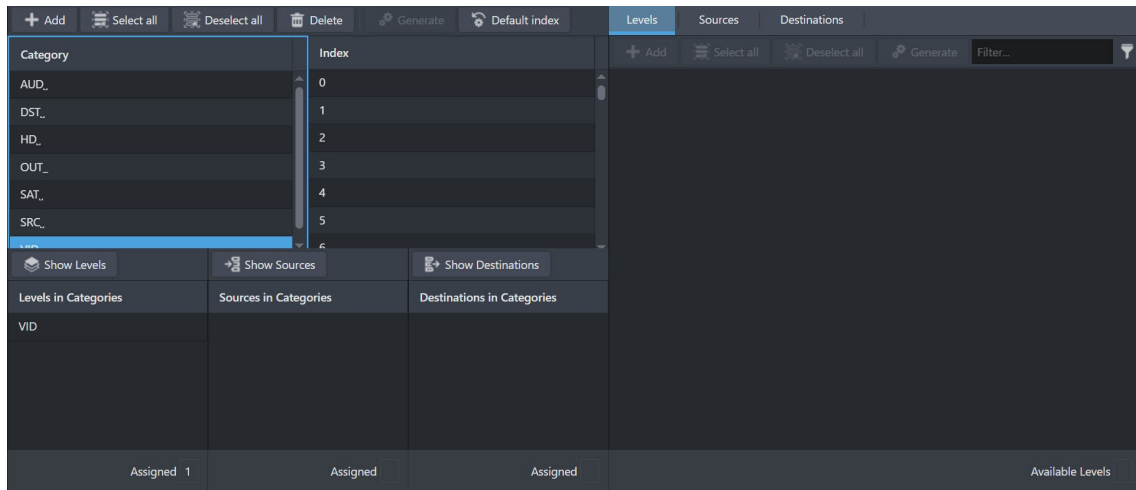 Add Select all Deselect all Delete Generate Default index
Levels Sources Destinations
Category Index
Add Select all Deselect all Generate Filter...
AUD_ 0
DST_ 1
HD_ 2
OUT_ 3
SAT_ 4
SRC_ 5
VID 6
Show Levels Show Sources Show Destinations
Levels in Categories Sources in Categories Destinations in Categories
VID
Assigned 1 Assigned Assigned Available Levels